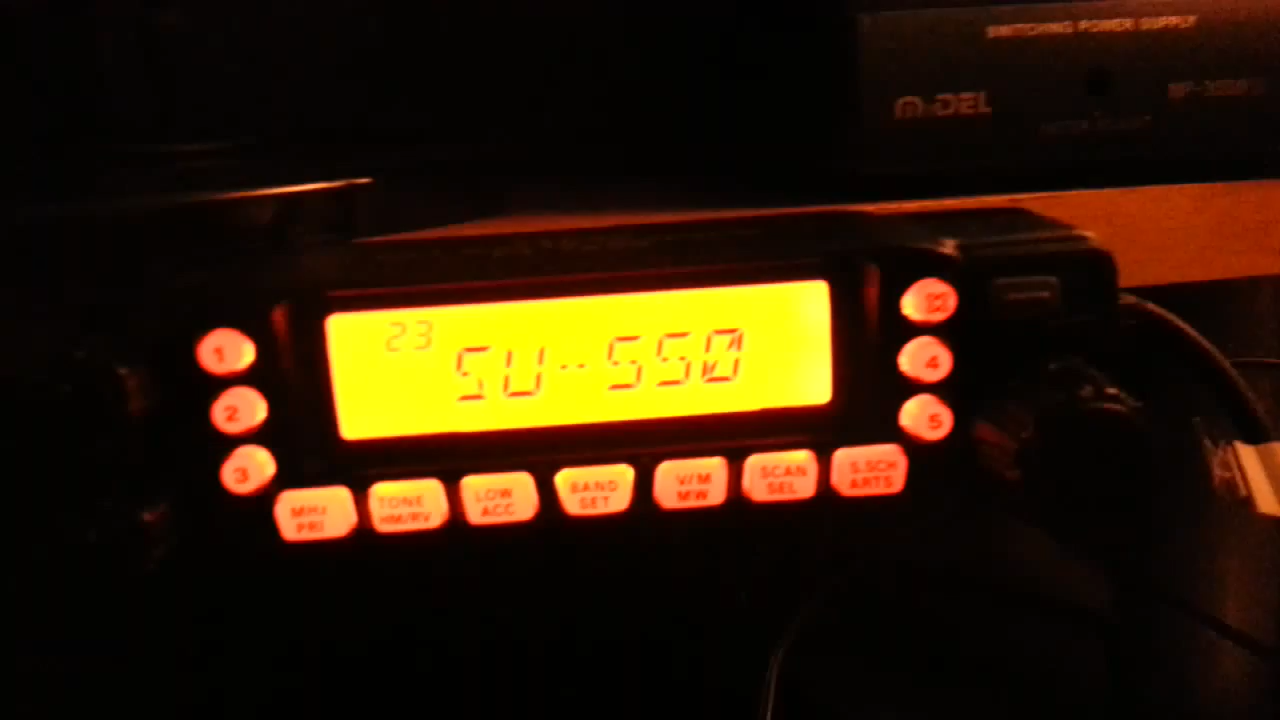 SWITCHING POWER SUPPLY
MYDEL
23
SU-550
1
2
3
4
5
MHz
PRI
TONE
HM/RV
LOW
ACC
BAND
SET
V/M
MW
SCAN
SEL
S.SCH
ARTS